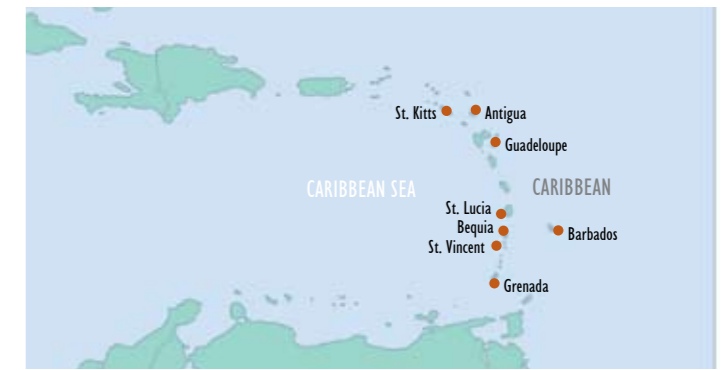 St. Kitts
Antigua
Guadeloupe
CARIBBEAN SEA
CARIBBEAN
St. Lucia
Bequia
Barbados
St. Vincent
Grenada